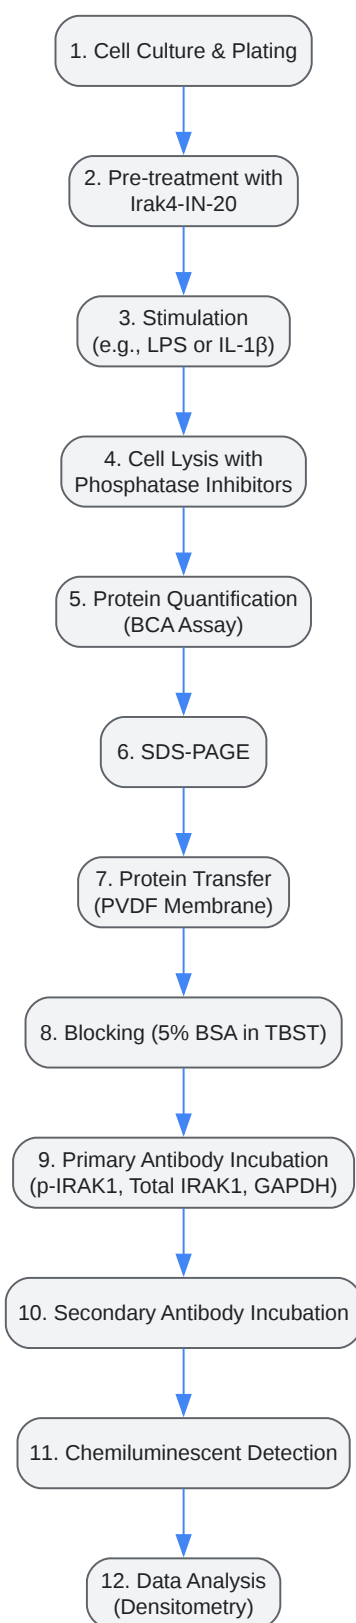 1. Cell Culture & Plating
2. Pre-treatment with
Irak4-IN-20
3. Stimulation
(e.g., LPS or IL-1β)
4. Cell Lysis with
Phosphatase Inhibitors
5. Protein Quantification
(BCA Assay)
6. SDS-PAGE
7. Protein Transfer
(PVDF Membrane)
8. Blocking (5% BSA in TBST)
9. Primary Antibody Incubation
(p-IRAK1, Total IRAK1, GAPDH)
10. Secondary Antibody Incubation
11. Chemiluminescent Detection
12. Data Analysis
(Densitometry)